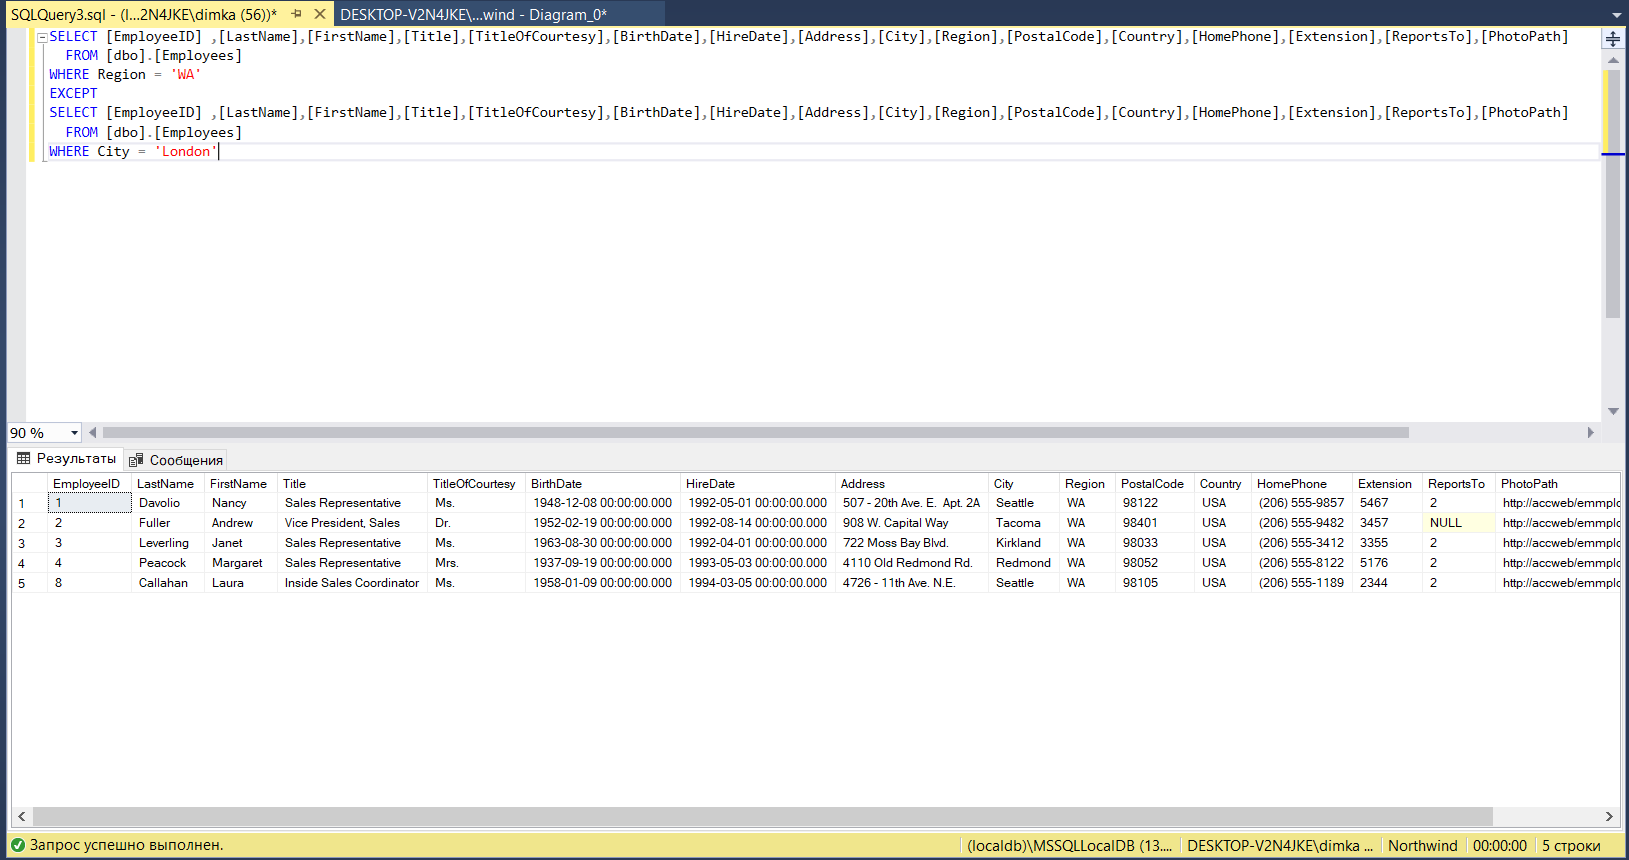 SQLQuery3.sql - (l...2N4JKE\dimka (56))* DESKTOP-V2N4JKE\...wind - Diagram_0*
SELECT [EmployeeID] ,[LastName],[FirstName],[Title],[TitleOfCourtesy],[BirthDate],[HireDate],[Address],[City],[Region],[PostalCode],[Country],[HomePhone],[Extension],[ReportsTo],[PhotoPath]
FROM [dbo].[Employees]
WHERE Region = 'WA'
EXCEPT
SELECT [EmployeeID] ,[LastName],[FirstName],[Title],[TitleOfCourtesy],[BirthDate],[HireDate],[Address],[City],[Region],[PostalCode],[Country],[HomePhone],[Extension],[ReportsTo],[PhotoPath]
FROM [dbo].[Employees]
WHERE City = 'London'
90 %
Результаты Сообщения
EmployeeID LastName FirstName Title TitleOfCourtesy BirthDate HireDate Address City Region PostalCode Country HomePhone Extension ReportsTo PhotoPath
1 1 Davolio Nancy Sales Representative Ms. 1948-12-08 00:00:00.000 1992-05-01 00:00:00.000 507 - 20th Ave. E. Apt. 2A Seattle WA 98122 USA (206) 555-9857 5467 2 http://accweb/emmplo
2 2 Fuller Andrew Vice President, Sales Dr. 1952-02-19 00:00:00.000 1992-08-14 00:00:00.000 908 W. Capital Way Tacoma WA 98401 USA (206) 555-9482 3457 NULL http://accweb/emmplo
3 3 Leverling Janet Sales Representative Ms. 1963-08-30 00:00:00.000 1992-04-01 00:00:00.000 722 Moss Bay Blvd. Kirkland WA 98033 USA (206) 555-3412 3355 2 http://accweb/emmplo
4 4 Peacock Margaret Sales Representative Mrs. 1937-09-19 00:00:00.000 1993-05-03 00:00:00.000 4110 Old Redmond Rd. Redmond WA 98052 USA (206) 555-8122 5176 2 http://accweb/emmplo
5 8 Callahan Laura Inside Sales Coordinator Ms. 1958-01-09 00:00:00.000 1994-03-05 00:00:00.000 4726 - 11th Ave. N.E. Seattle WA 98105 USA (206) 555-1189 2344 2 http://accweb/emmplo
Запрос успешно выполнен. (localdb)\MSSQLLocalDB (13.... DESKTOP-V2N4JKE\dimka ... Northwind 00:00:00 5 строки